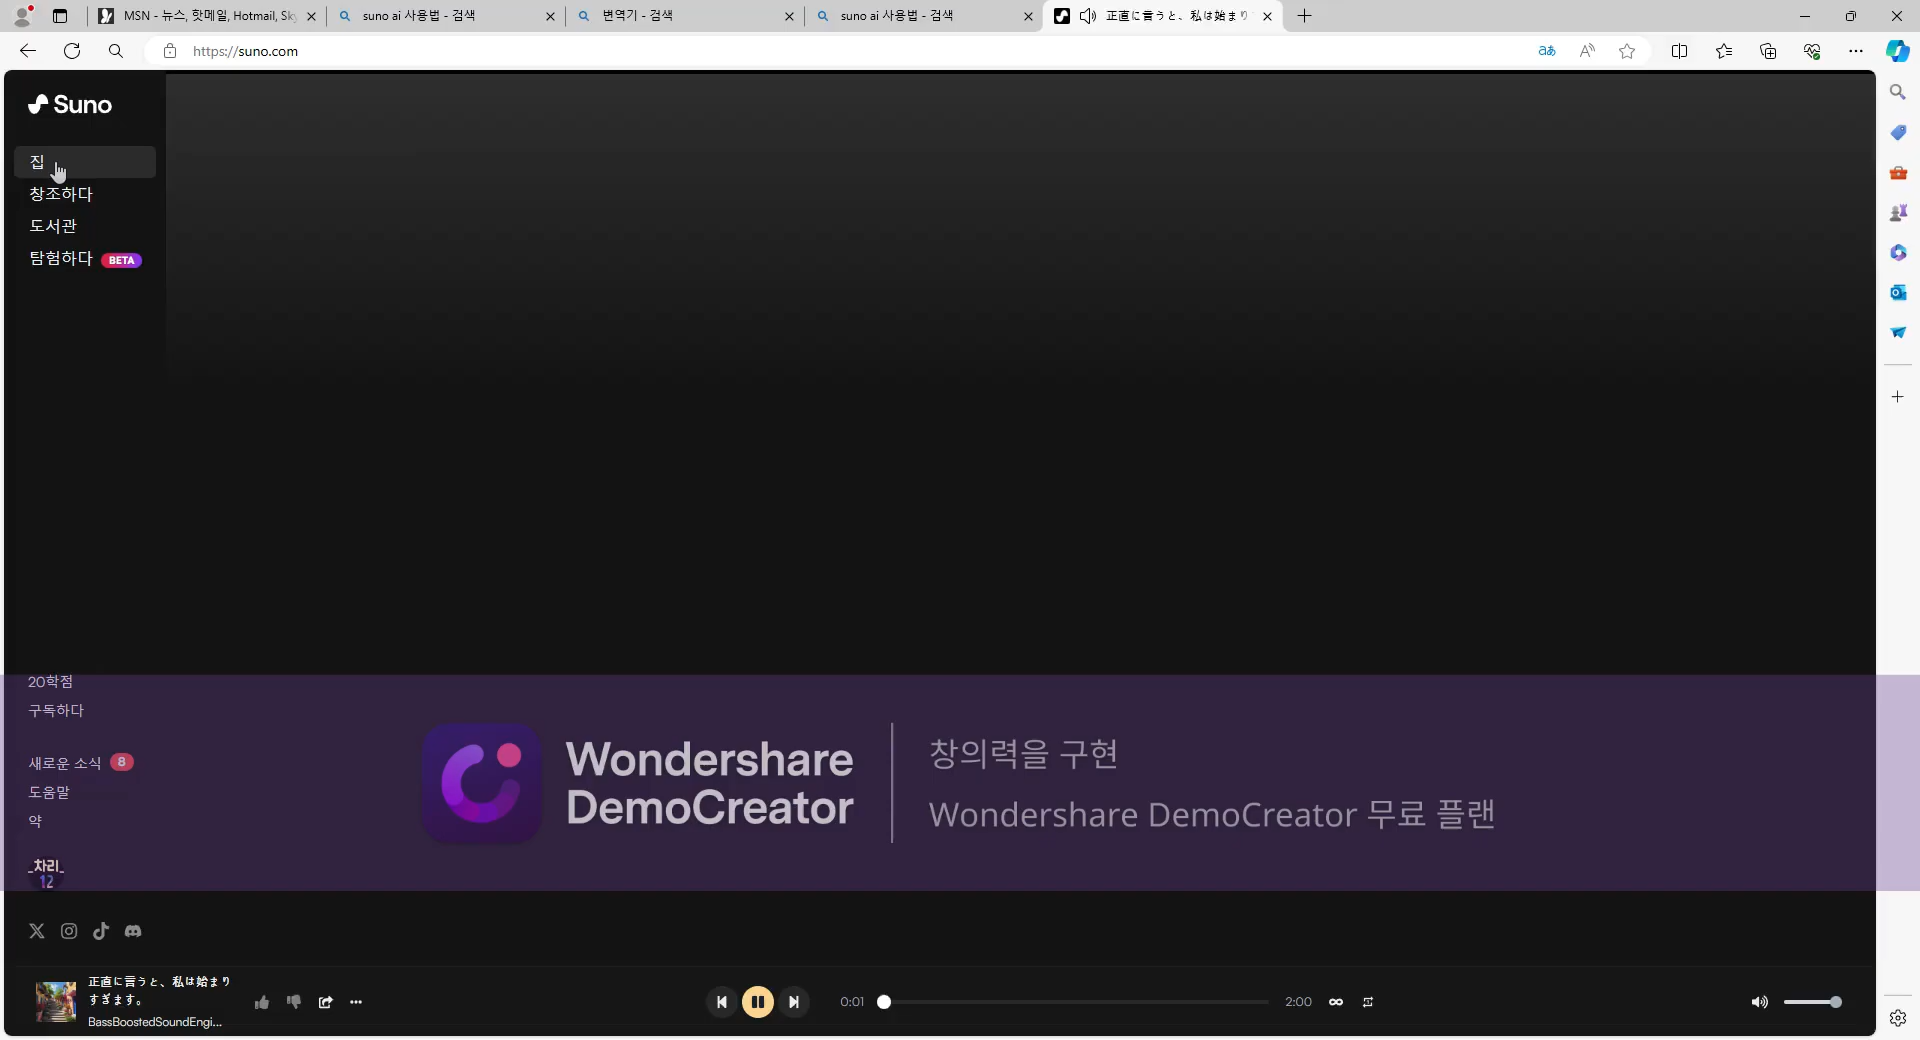 MSN - 뉴스, 핫메일, Hotmail, Sk
suno ai 사용법 - 검색
변역기 - 검색
suno ai 사용법 - 검색
正直に言うと、私は始まり
https://suno.com
Suno
집
창조하다
도서관
탐험하다 BETA
20학점
구독하다
새로운 소식 8
도움말
약
_차리_
12
Wondershare
DemoCreator
창의력을 구현
Wondershare DemoCreator 무료 플랜
正直に言うと、私は始まり
すぎます。
BassBoostedSoundEngi...
0:01
2:00